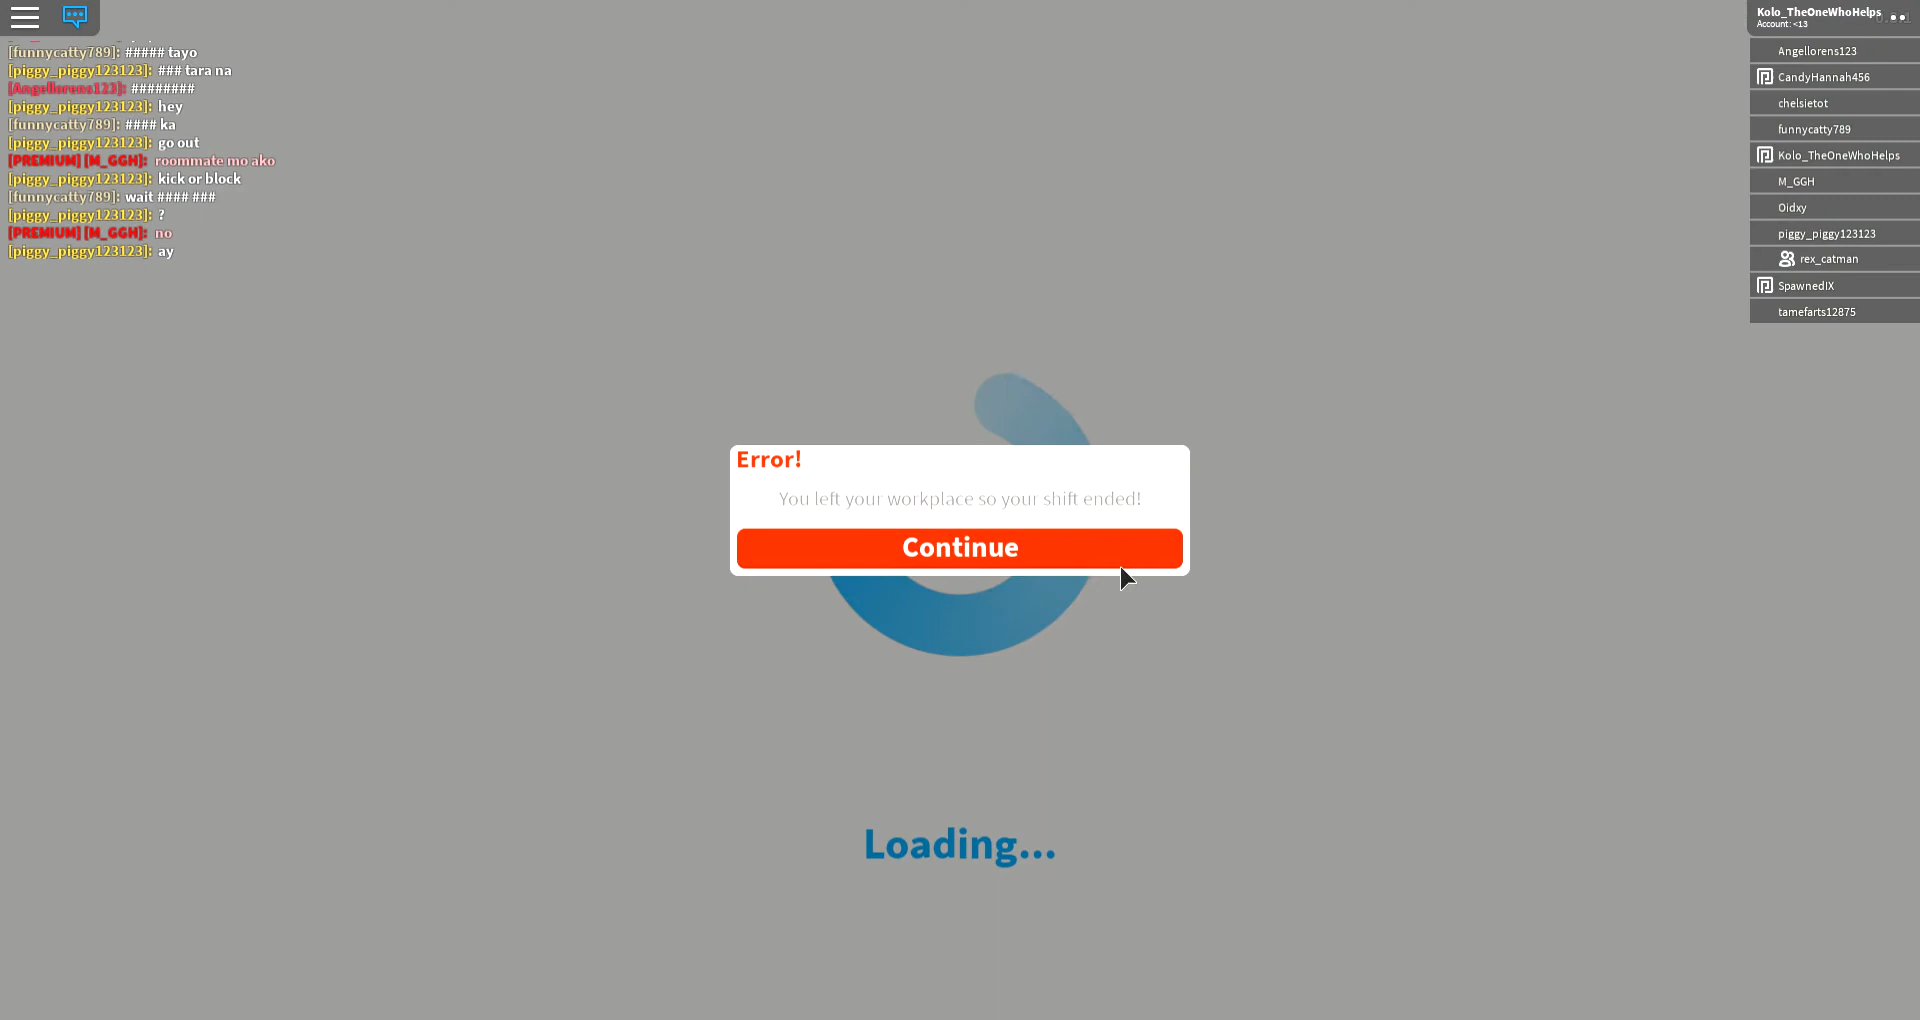 [funnycatty789]: ##### tayo
[piggy_piggy123123]: ### tara na
[Angellorens123]: ########
[piggy_piggy123123]: hey
[funnycatty789]: #### ka
[piggy_piggy123123]: go out
[PREMIUM] [M_GGH]: roommate mo ako
[piggy_piggy123123]: kick or block
[funnycatty789]: wait #### ###
[piggy_piggy123123]: ?
[PREMIUM] [M_GGH]: no
[piggy_piggy123123]: ay
Kolo_TheOneWhoHelps
Account: <13
Angellorens123
CandyHannah456
chelsietot
funnycatty789
Kolo_TheOneWhoHelps
M_GGH
Oidxy
piggy_piggy123123
rex_catman
SpawnedIX
tamefarts12875
Error!
You left your workplace so your shift ended!
Continue
Loading...